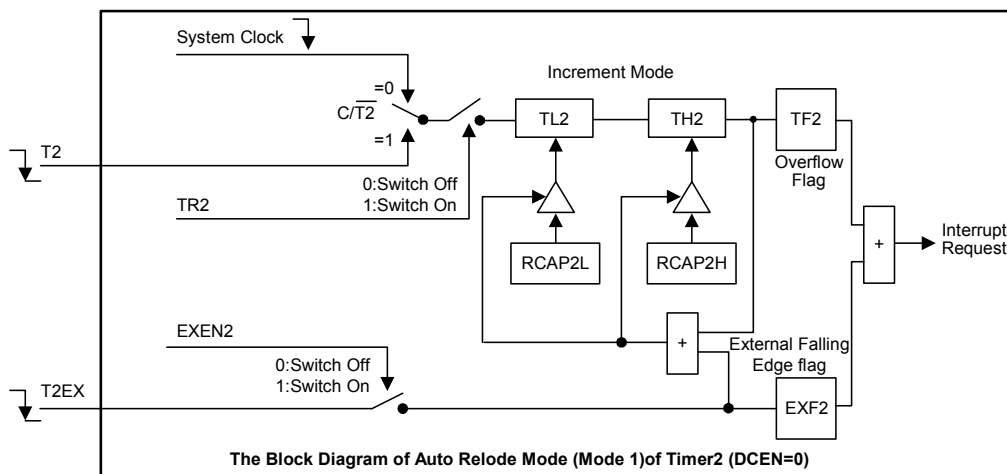 System Clock
Increment Mode
=0
C/T2
=1
TL2
TH2
TF2
T2
Overflow
Flag
0:Switch Off
1:Switch On
TR2
+
Interrupt
Request
RCAP2L
RCAP2H
EXEN2
+
External Falling
Edge flag
0:Switch Off
1:Switch On
T2EX
EXF2
The Block Diagram of Auto Relode Mode (Mode 1)of Timer2 (DCEN=0)